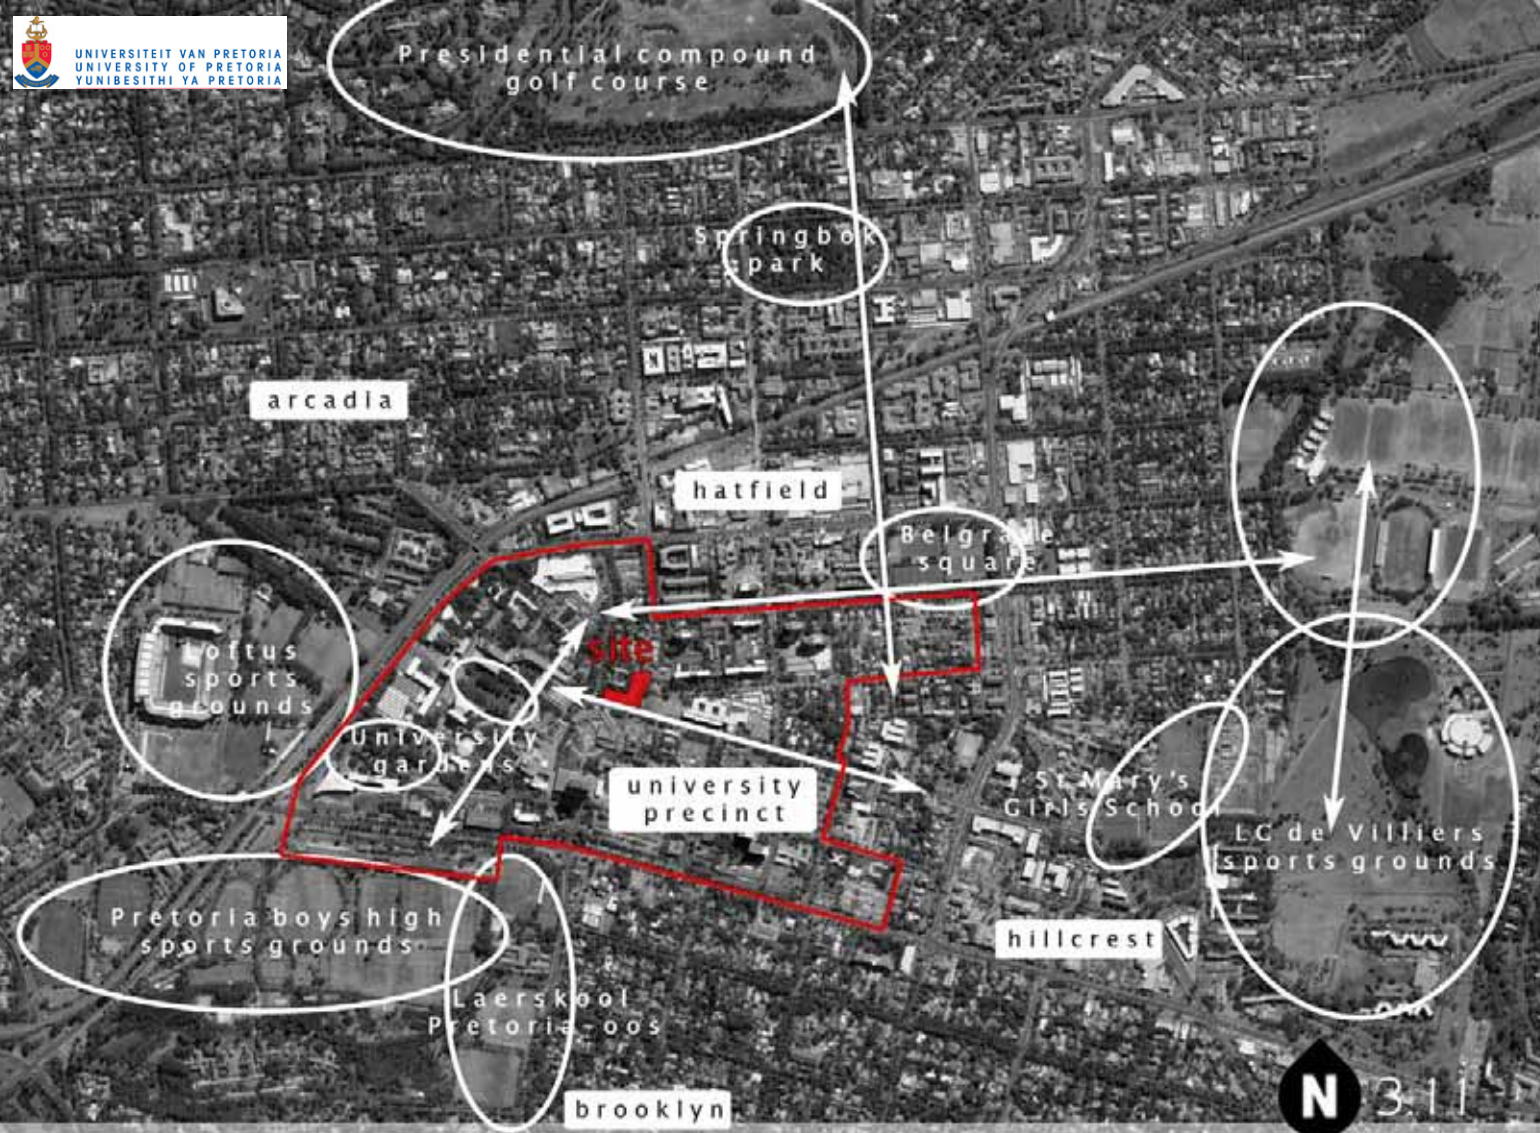 UNIVERSITEIT VAN PRETORIA
UNIVERSITY OF PRETORIA
YUNIBESITHI YA PRETORIA
Presidential compound
golf course
Springbok
park
arcadia
hatfield
Belgrave
square
Loftus
sports
grounds
site
University
gardens
university
precinct
St Mary's
Girls School
LC de Villiers
sports grounds
Pretoria boys high
sports grounds
hillcrest
Laerskool
Pretoria-oos
brooklyn
N 3.11